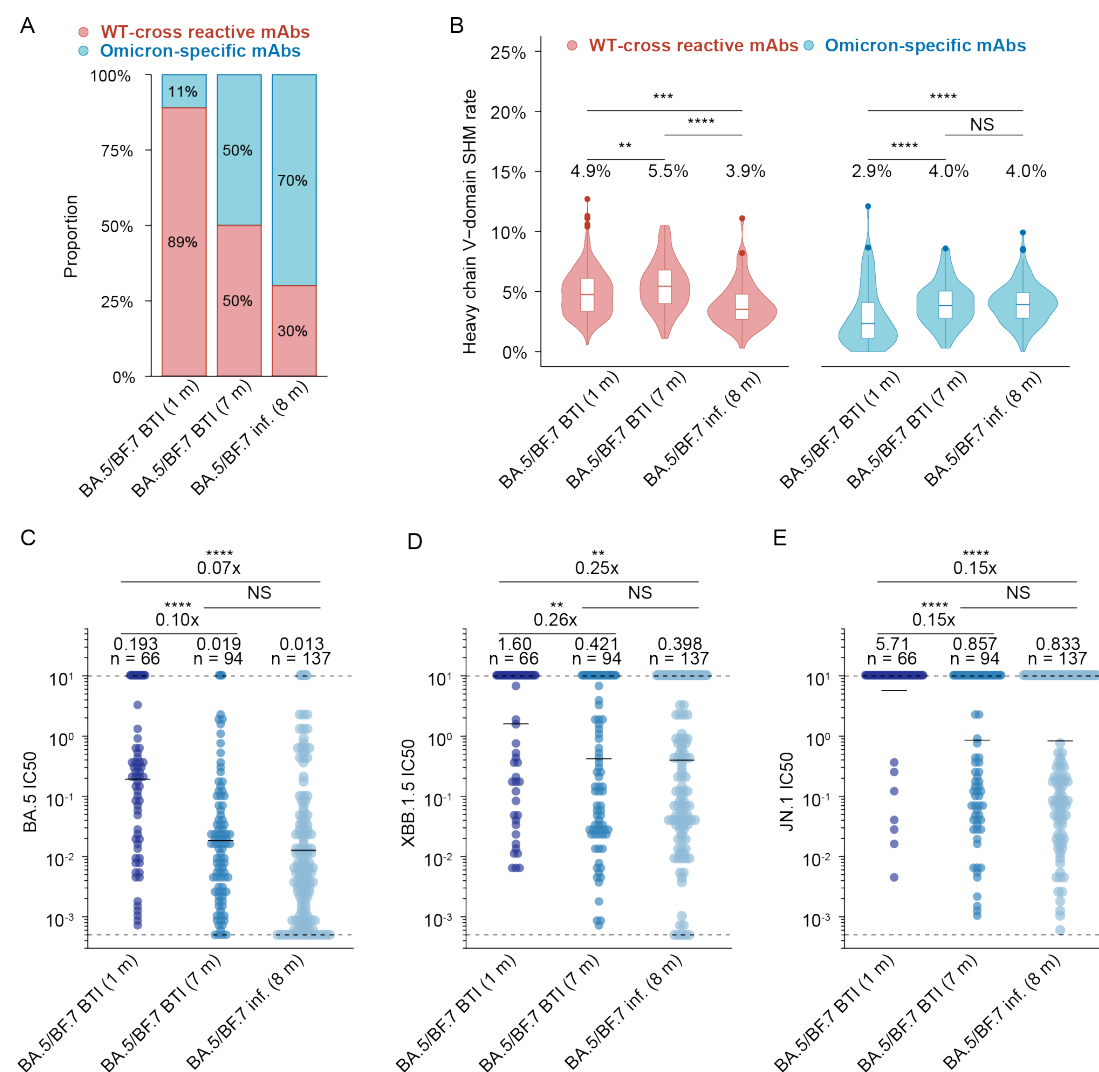 A
WT-cross reactive mAbs
Omicron-specific mAbs
100%
75%
50%
25%
0%
Proportion
11%
89%
50%
50%
70%
30%
BA.5/BF.7 BTI (1 m)
BA.5/BF.7 BTI (7 m)
BA.5/BF.7 inf. (8 m)
B
WT-cross reactive mAbs
Omicron-specific mAbs
Heavy chain V−domain SHM rate
25%
20%
15%
10%
5%
0%
***
****
**
4.9%
5.5%
3.9%
****
NS
****
2.9%
4.0%
4.0%
BA.5/BF.7 BTI (1 m)
BA.5/BF.7 BTI (7 m)
BA.5/BF.7 inf. (8 m)
BA.5/BF.7 BTI (1 m)
BA.5/BF.7 BTI (7 m)
BA.5/BF.7 inf. (8 m)
C
****
0.07x
NS
****
0.10x
0.193
0.019
0.013
n = 66
n = 94
n = 137
BA.5 IC50
10¹
10⁰
10⁻¹
10⁻²
10⁻³
BA.5/BF.7 BTI (1 m)
BA.5/BF.7 BTI (7 m)
BA.5/BF.7 inf. (8 m)
D
**
0.25x
NS
**
0.26x
1.60
0.421
0.398
n = 66
n = 94
n = 137
XBB.1.5 IC50
10¹
10⁰
10⁻¹
10⁻²
10⁻³
BA.5/BF.7 BTI (1 m)
BA.5/BF.7 BTI (7 m)
BA.5/BF.7 inf. (8 m)
E
****
0.15x
NS
****
0.15x
5.71
0.857
0.833
n = 66
n = 94
n = 137
JN.1 IC50
10¹
10⁰
10⁻¹
10⁻²
10⁻³
BA.5/BF.7 BTI (1 m)
BA.5/BF.7 BTI (7 m)
BA.5/BF.7 inf. (8 m)